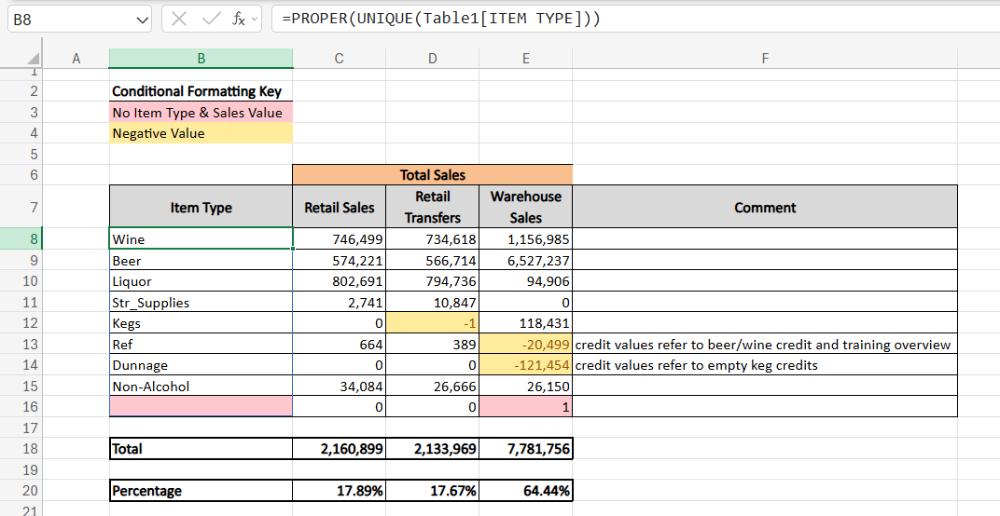 B8 fx =PROPER(UNIQUE(Table1[ITEM TYPE]))
A B C D E F
1
2 Conditional Formatting Key
3 No Item Type & Sales Value
4 Negative Value
5
6 Total Sales
7 Item Type Retail Sales Retail Transfers Warehouse Sales Comment
8 Wine 746,499 734,618 1,156,985
9 Beer 574,221 566,714 6,527,237
10 Liquor 802,691 794,736 94,906
11 Str_Supplies 2,741 10,847 0
12 Kegs 0 -1 118,431
13 Ref 664 389 -20,499 credit values refer to beer/wine credit and training overview
14 Dunnage 0 0 -121,454 credit values refer to empty keg credits
15 Non-Alcohol 34,084 26,666 26,150
16 0 0 1
17
18 Total 2,160,899 2,133,969 7,781,756
19
20 Percentage 17.89% 17.67% 64.44%
21